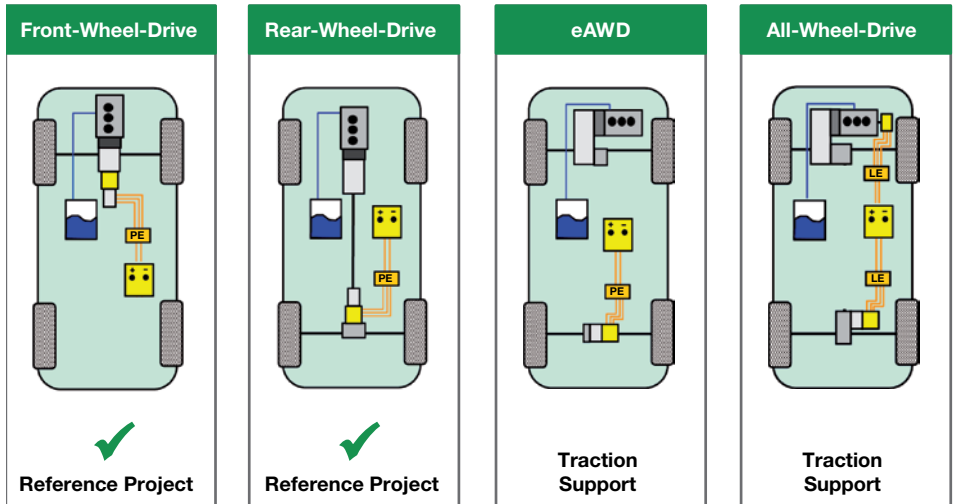 Front-Wheel-Drive
PE
+ -
Reference Project
Rear-Wheel-Drive
+ -
PE
Reference Project
eAWD
+ -
PE
Traction
Support
All-Wheel-Drive
LE
+ -
LE
Traction
Support